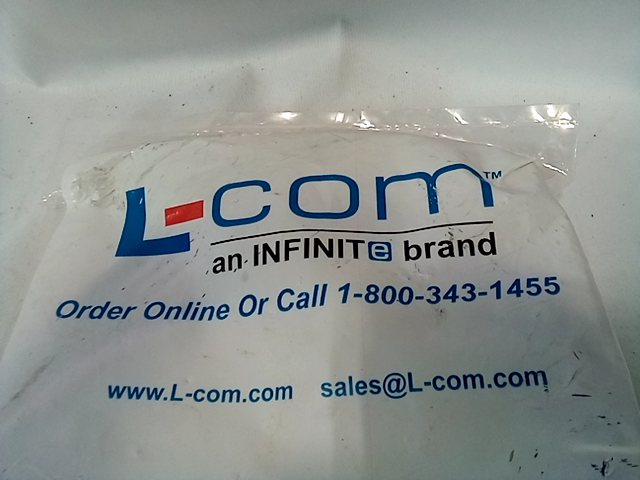 L-com™
an INFINITe brand
Order Online Or Call 1-800-343-1455
www.L-com.com sales@L-com.com